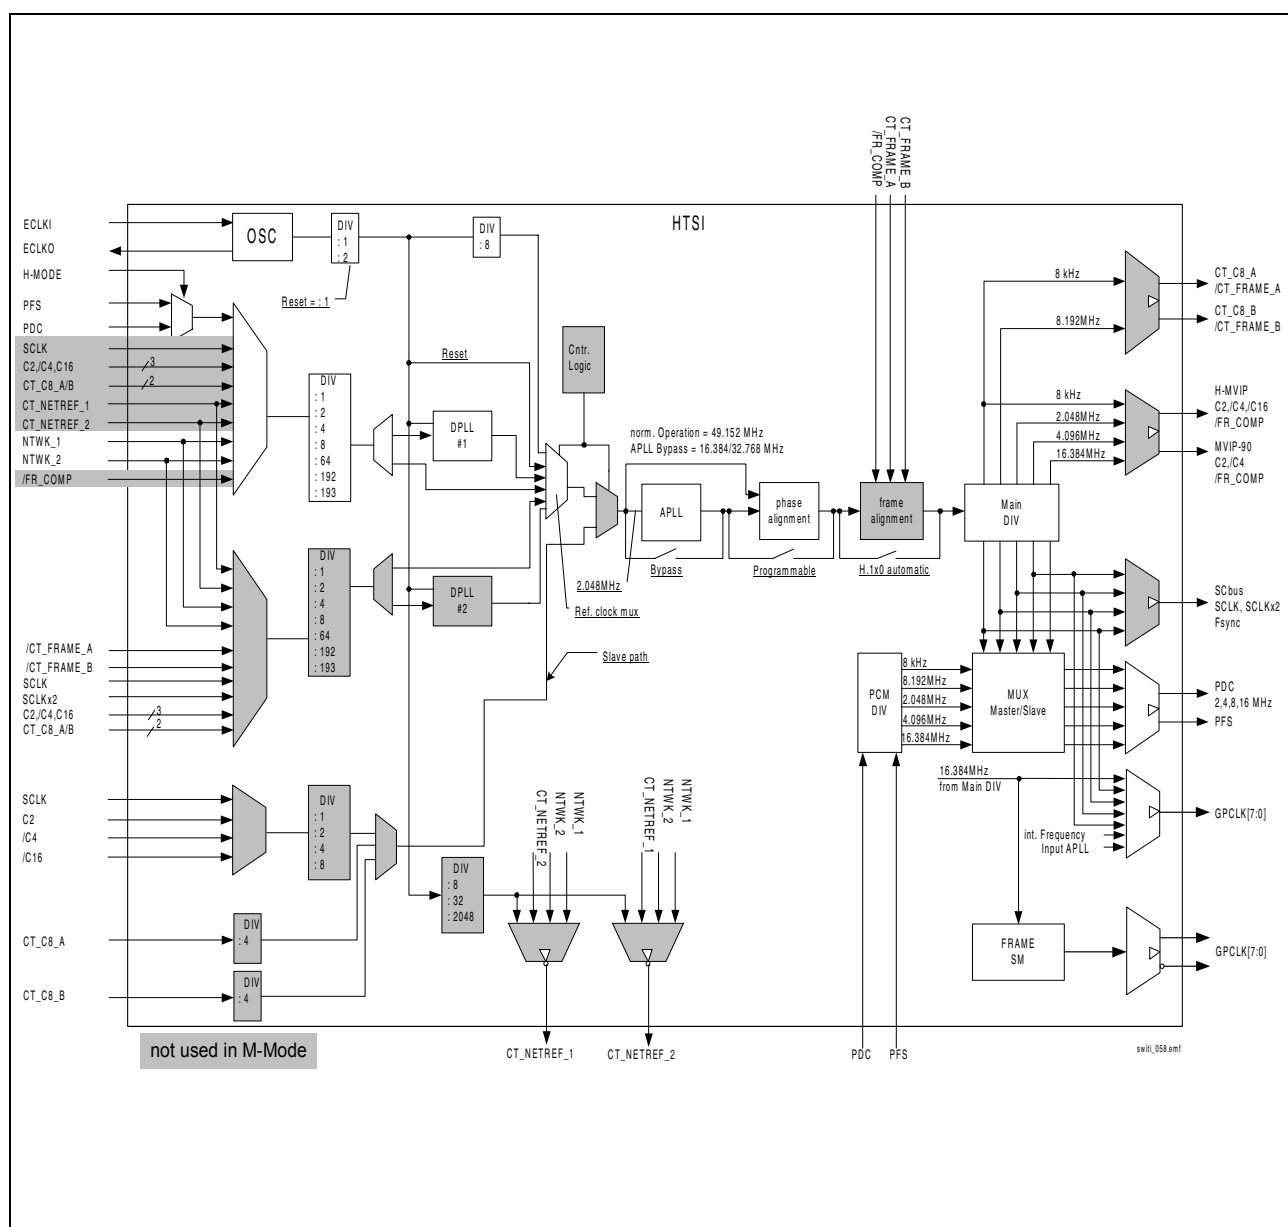 CT_FRAME_B
CT_FRAME_A
/FR_COMP
HTSI
ECLKI
ECLKO
H-MODE
PFS
PDC
SCLK
C2,/C4,C16
3
CT_C8_A/B
2
CT_NETREF_1
CT_NETREF_2
NTWK_1
NTWK_2
/FR_COMP
OSC
DIV
: 1
: 2
Reset = : 1
DIV
: 8
Reset
Cntr.
Logic
DIV
: 1
: 2
: 4
: 8
: 64
: 192
: 193
DPLL
#1
norm. Operation = 49.152 MHz
APLL Bypass = 16.384/32.768 MHz
APLL
Bypass
phase
alignment
Programmable
frame
alignment
H.1x0 automatic
Main
DIV
2.048MHz
Ref. clock mux
8 kHz
8.192MHz
CT_C8_A
/CT_FRAME_A
CT_C8_B
/CT_FRAME_B
8 kHz
2.048MHz
4.096MHz
16.384MHz
H-MVIP
C2,/C4,/C16
/FR_COMP
MVIP-90
C2,/C4
/FR_COMP
DIV
: 1
: 2
: 4
: 8
: 64
: 192
: 193
DPLL
#2
/CT_FRAME_A
/CT_FRAME_B
SCLK
SCLKx2
C2,/C4,C16
3
CT_C8_A/B
2
Slave path
SCbus
SCLK, SCLKx2
Fsync
PCM
DIV
8 kHz
8.192MHz
2.048MHz
4.096MHz
16.384MHz
MUX
Master/Slave
PDC
2,4,8,16 MHz
PFS
SCLK
C2
/C4
/C16
DIV
: 1
: 2
: 4
: 8
16.384MHz
from Main DIV
int. Frequency
Input APLL
GPCLK[7:0]
DIV
: 8
: 32
: 2048
NTWK_1
NTWK_2
CT_NETREF_2
NTWK_1
NTWK_2
CT_NETREF_1
CT_C8_A
DIV
: 4
CT_C8_B
DIV
: 4
FRAME
SM
GPCLK[7:0]
not used in M-Mode
CT_NETREF_1
CT_NETREF_2
PDC
PFS
switi_058.emf